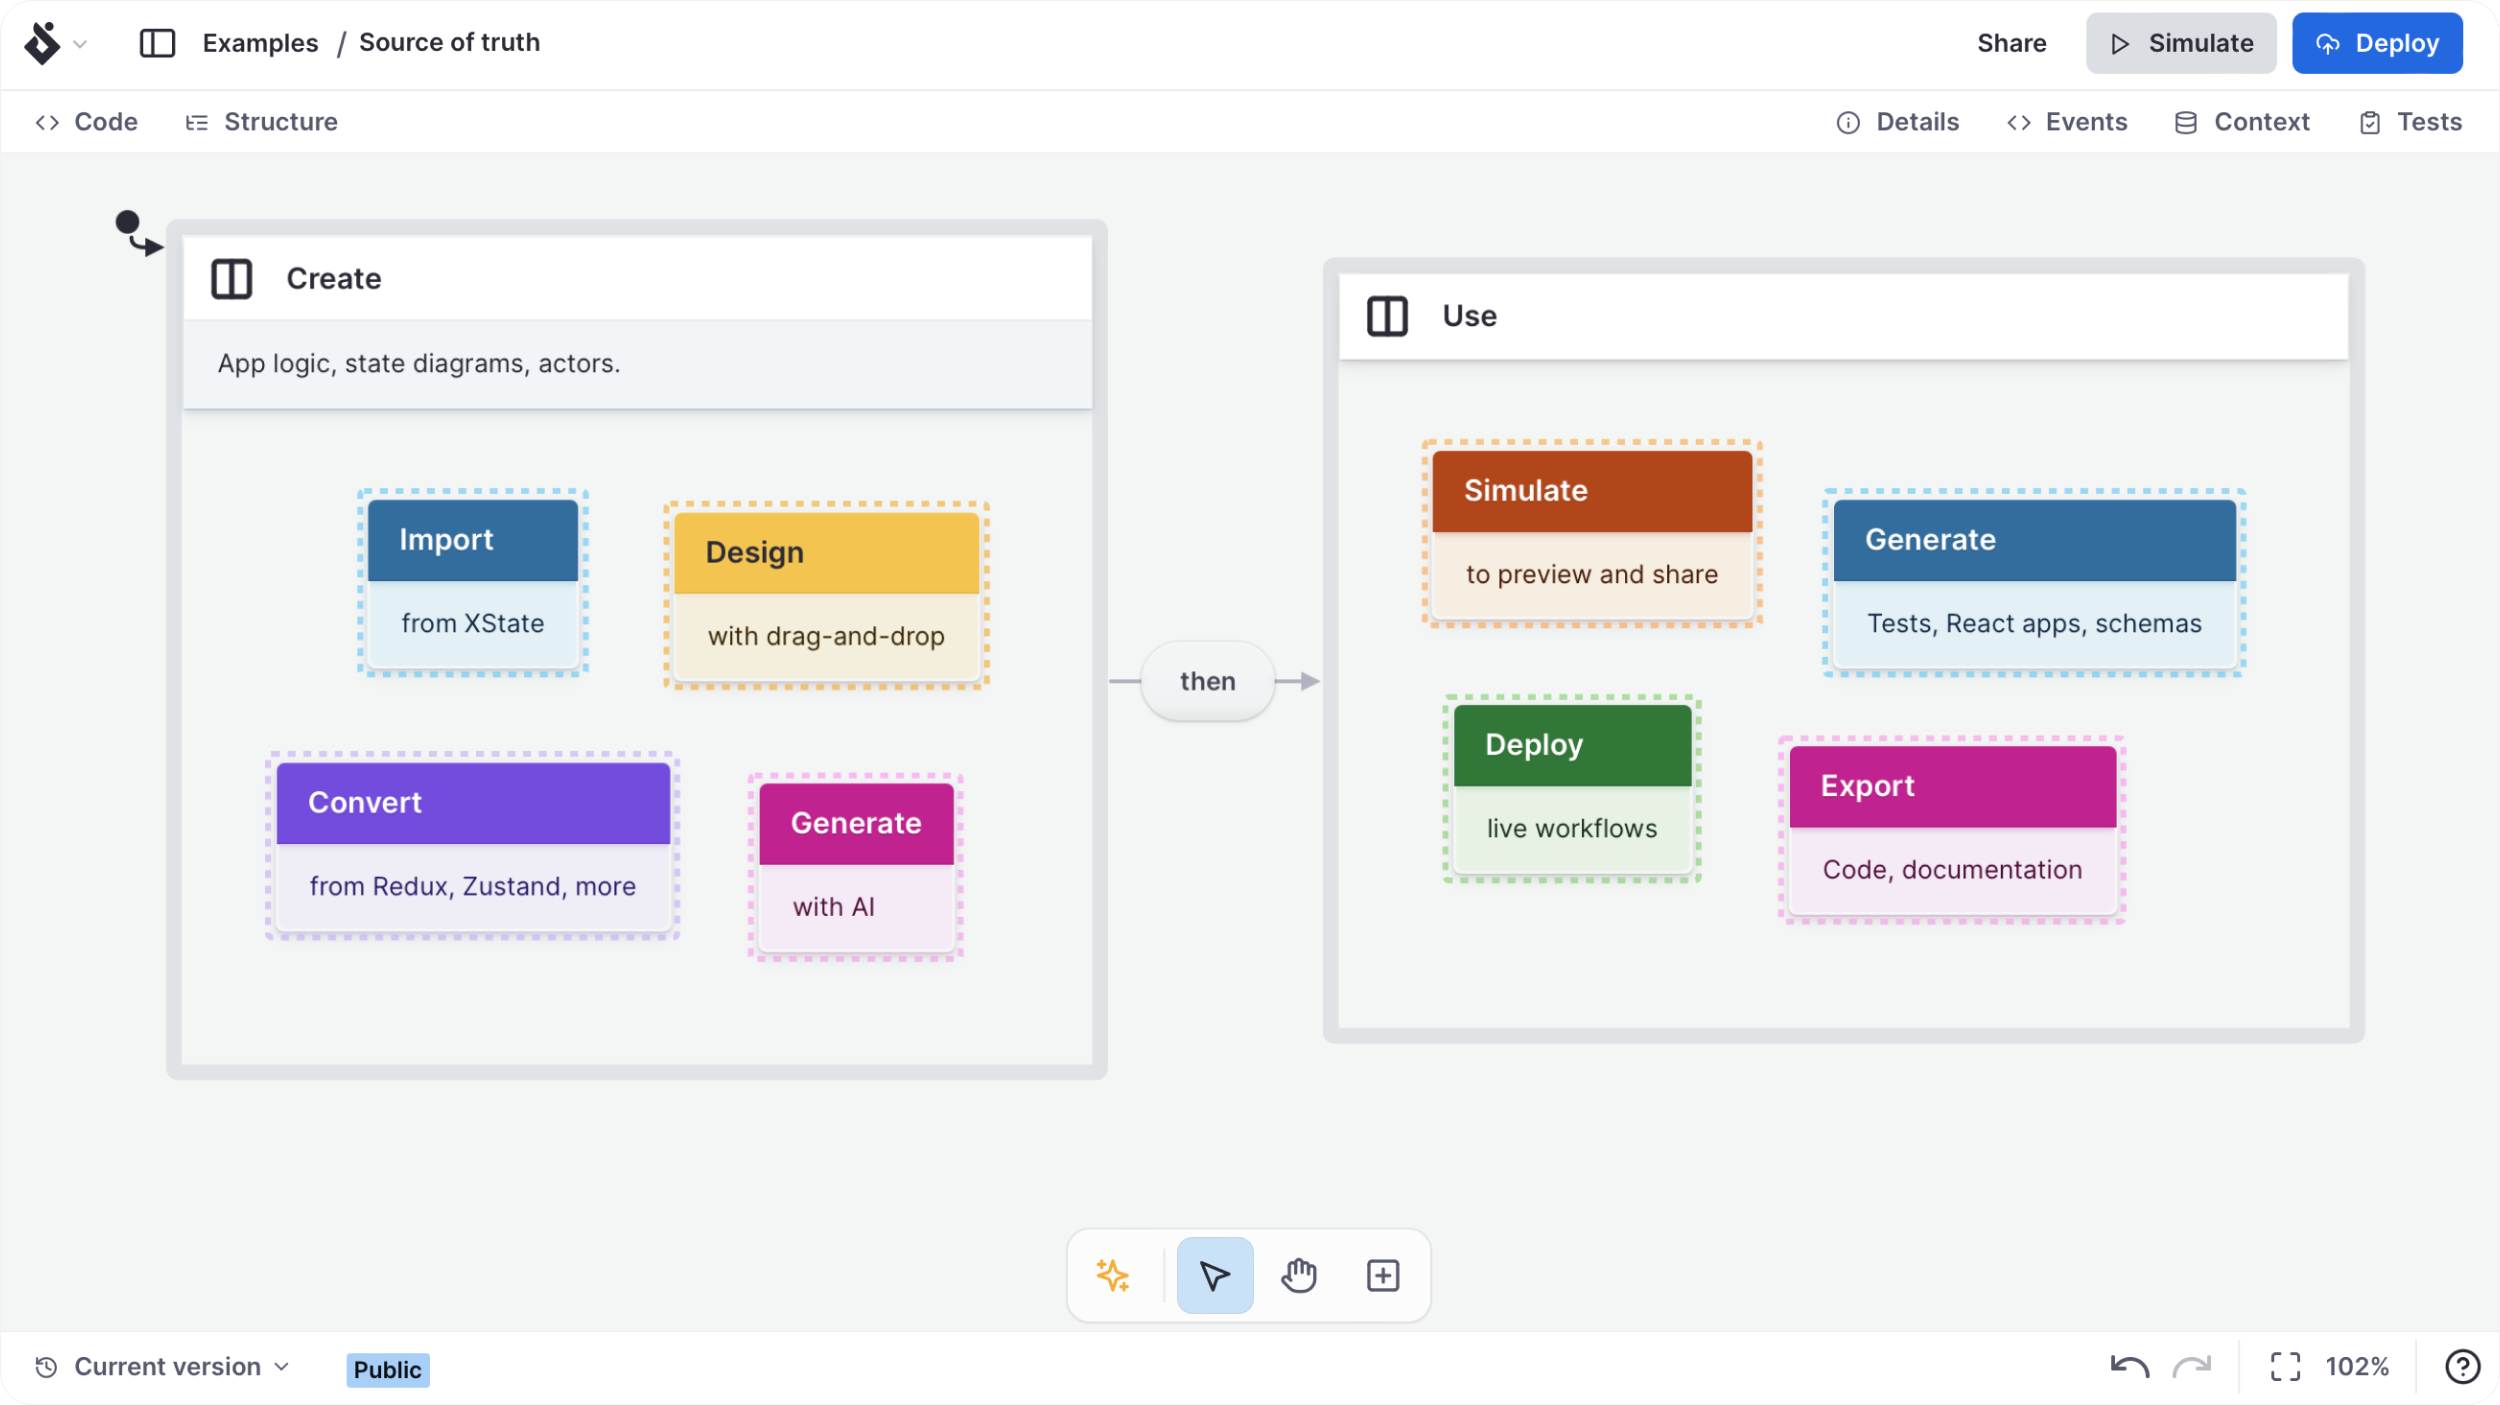 Examples / Source of truth
Share
Simulate
Deploy
Code
Structure
Details
Events
Context
Tests
Create
App logic, state diagrams, actors.
Import
from XState
Design
with drag-and-drop
Convert
from Redux, Zustand, more
Generate
with AI
then
Use
Simulate
to preview and share
Generate
Tests, React apps, schemas
Deploy
live workflows
Export
Code, documentation
Current version
Public
102%